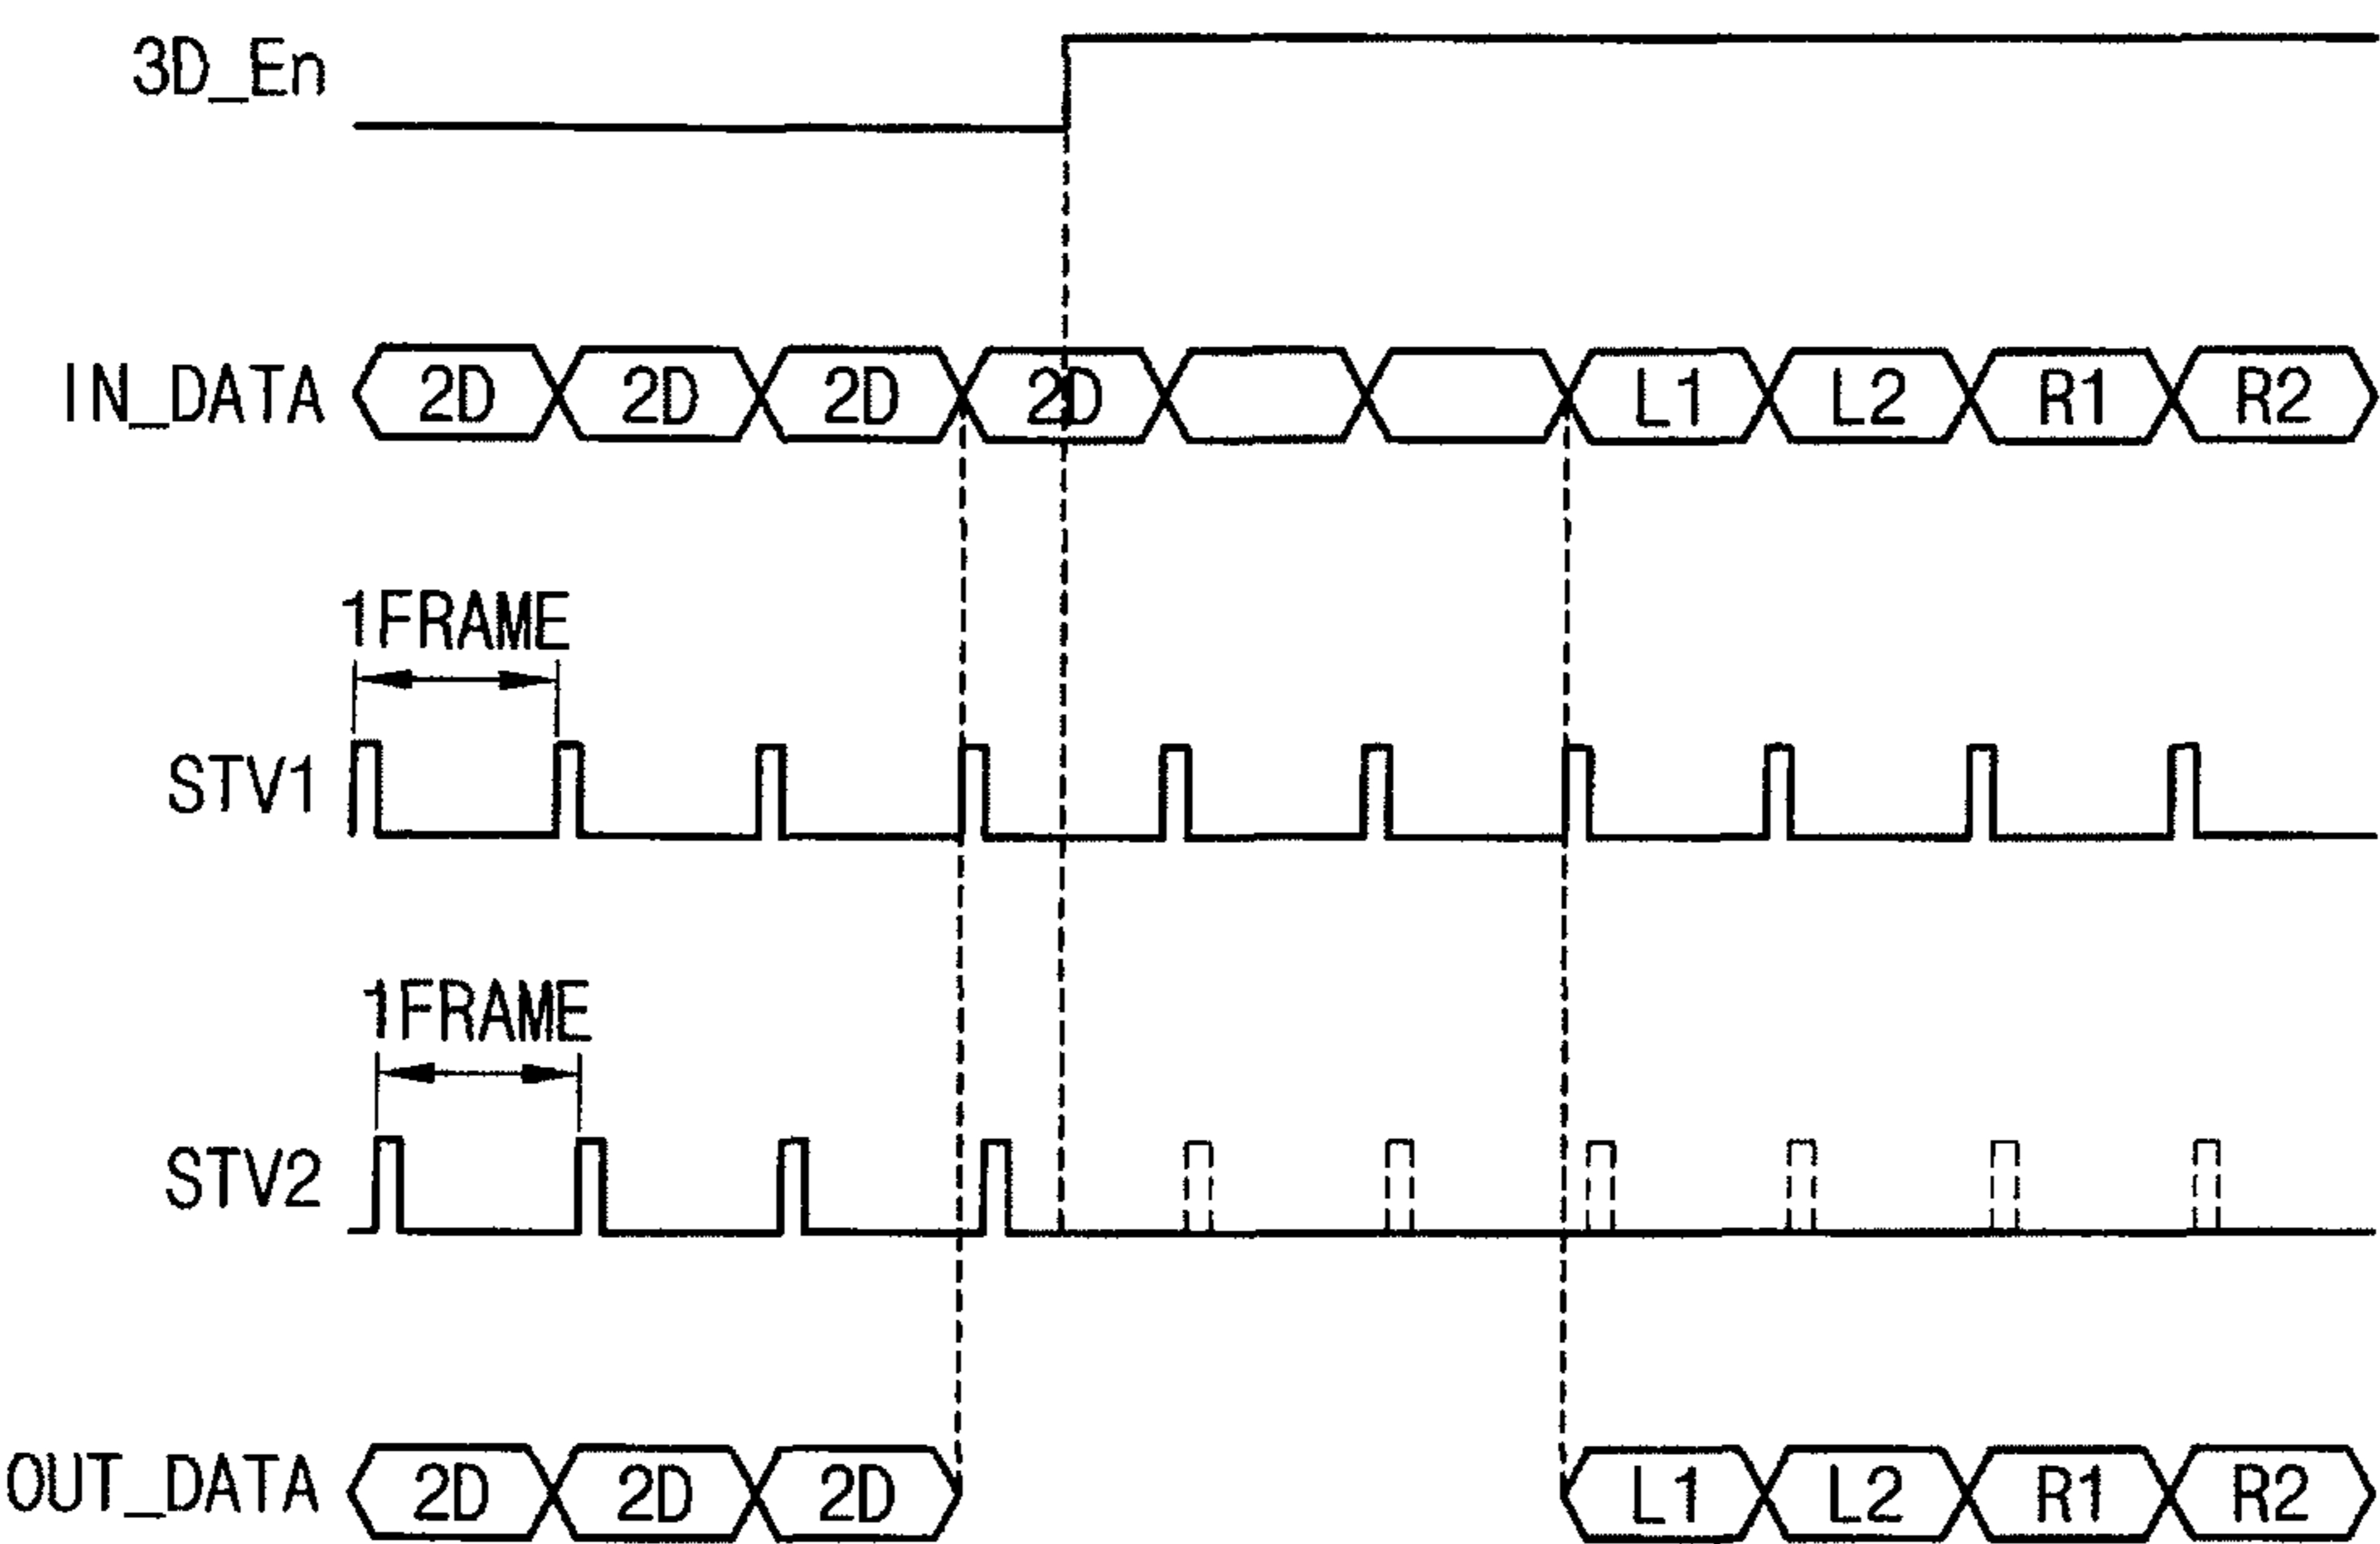 3D_En
IN_DATA 2D 2D 2D 2D L1 L2 R1 R2
1FRAME
STV1
1FRAME
STV2
OUT_DATA 2D 2D 2D L1 L2 R1 R2